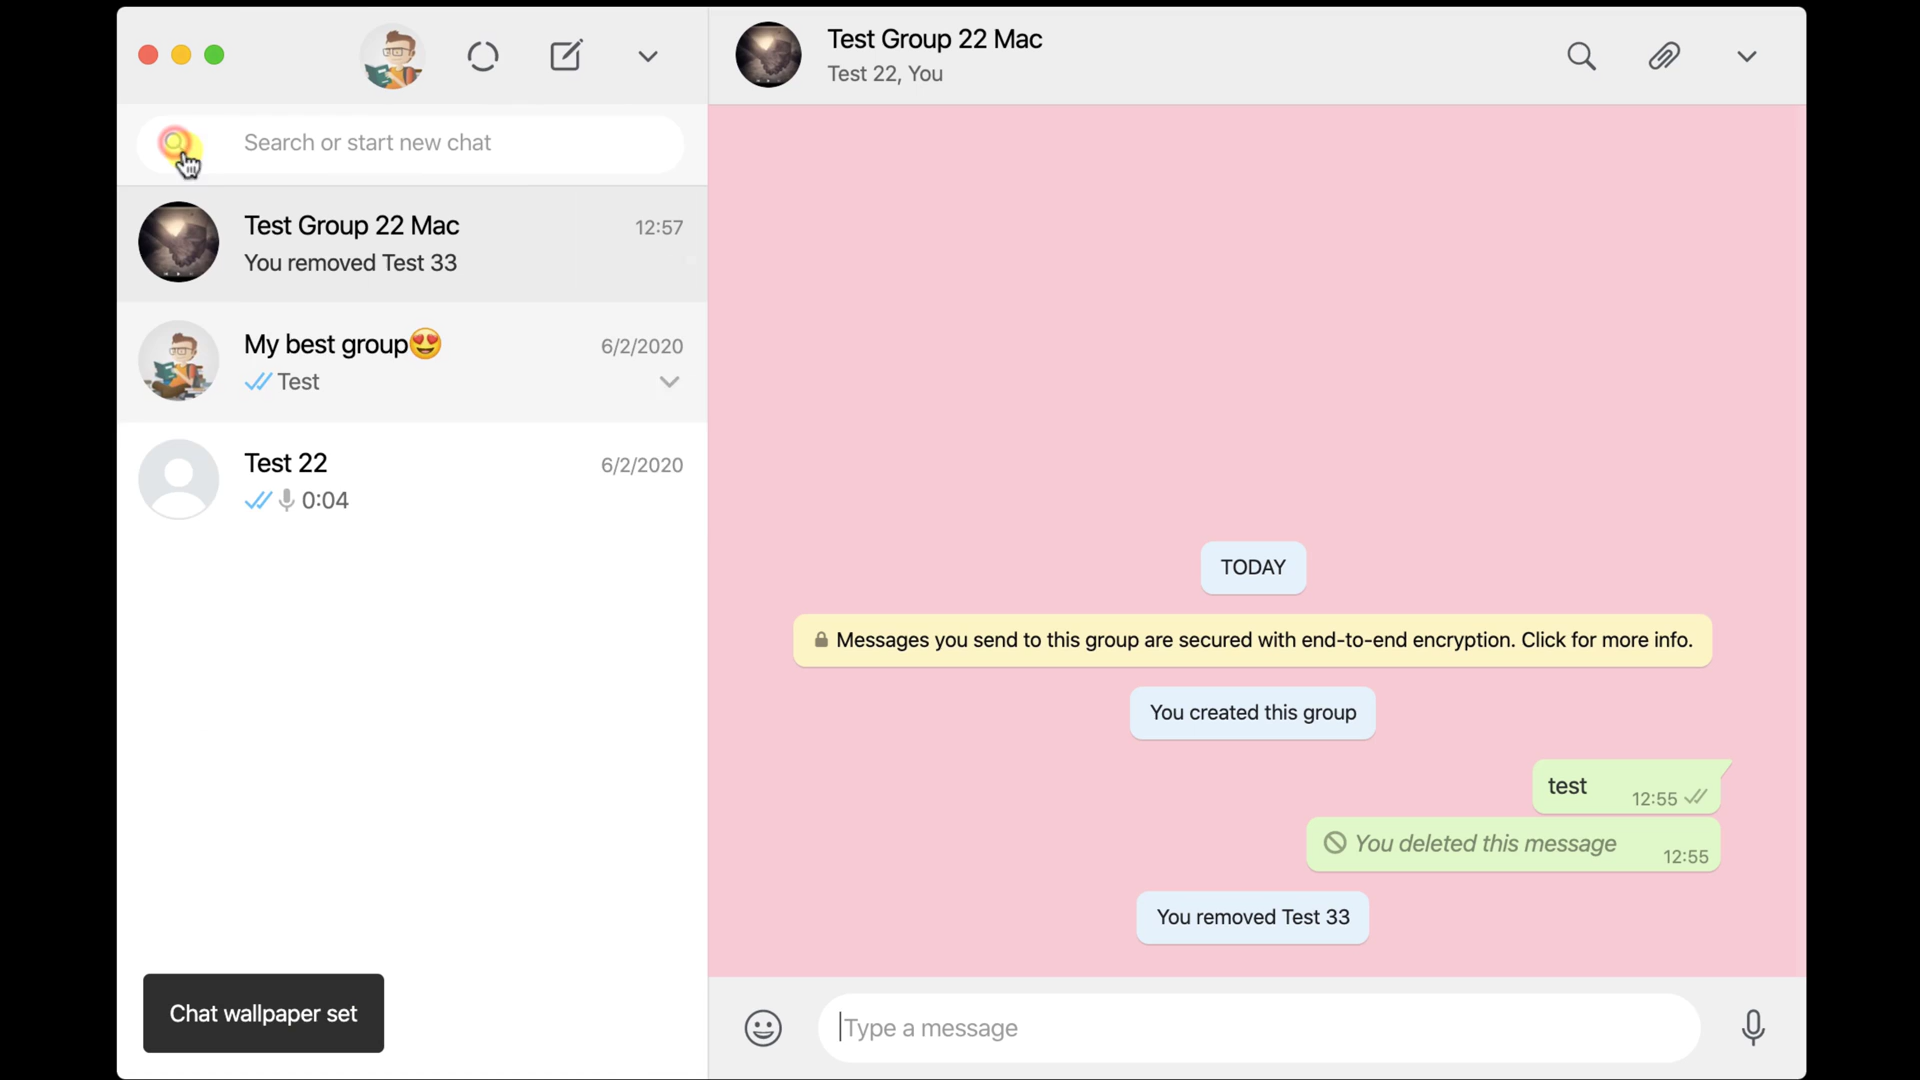 Search or start new chat
Test Group 22 Mac
12:57
You removed Test 33
My best group😍
6/2/2020
Test
Test 22
6/2/2020
0:04
Chat wallpaper set
Test Group 22 Mac
Test 22, You
TODAY
Messages you send to this group are secured with end-to-end encryption. Click for more info.
You created this group
test
12:55
You deleted this message
12:55
You removed Test 33
Type a message